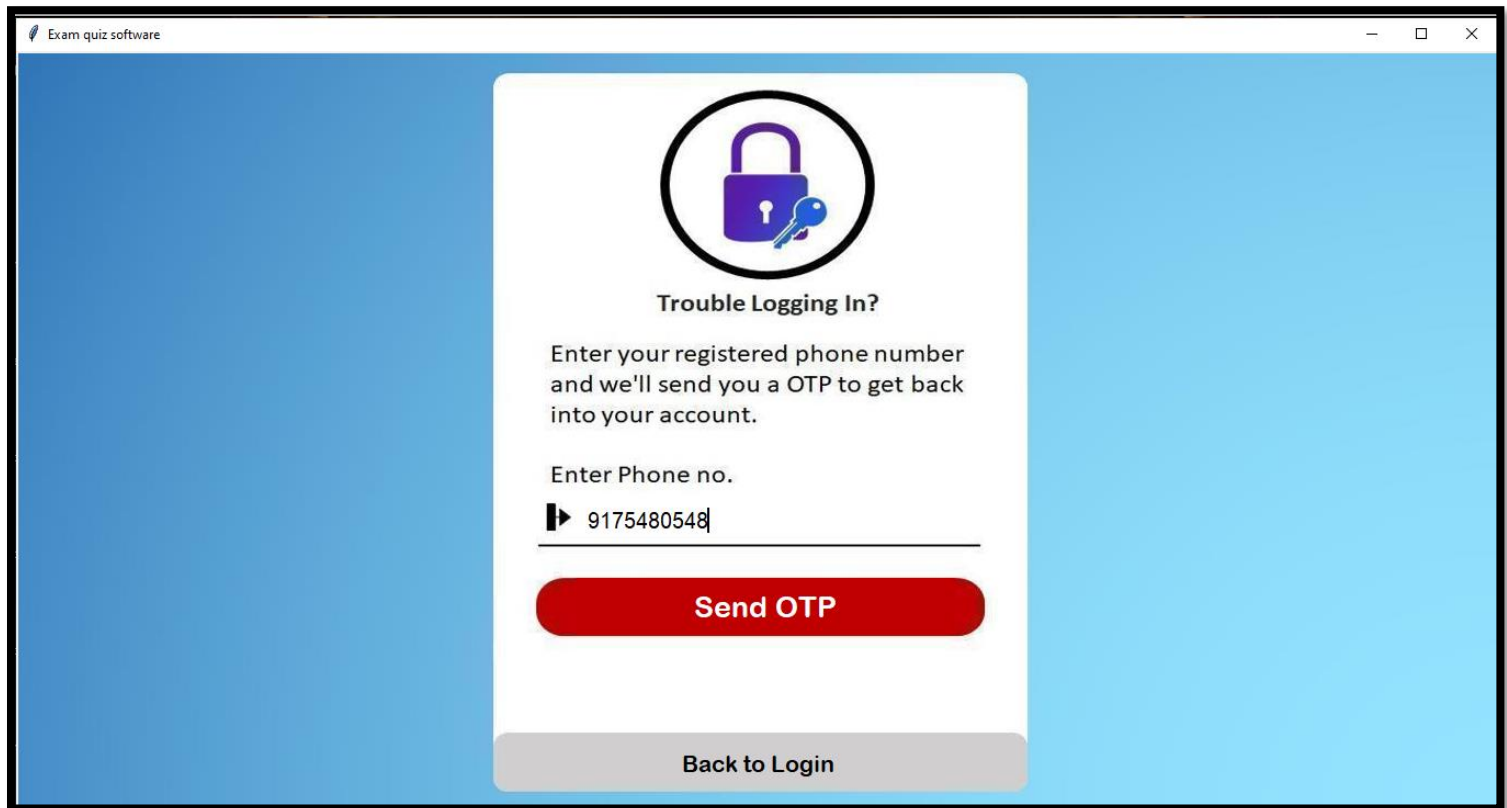 Exam quiz software
Trouble Logging In?
Enter your registered phone number
and we'll send you a OTP to get back
into your account.
Enter Phone no.
9175480548
Send OTP
Back to Login